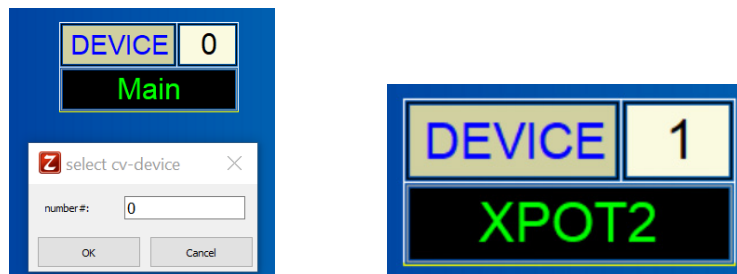 DEVICE 0
Main
Z select cv-device
number#: 0
OK Cancel
DEVICE 1
XPOT2